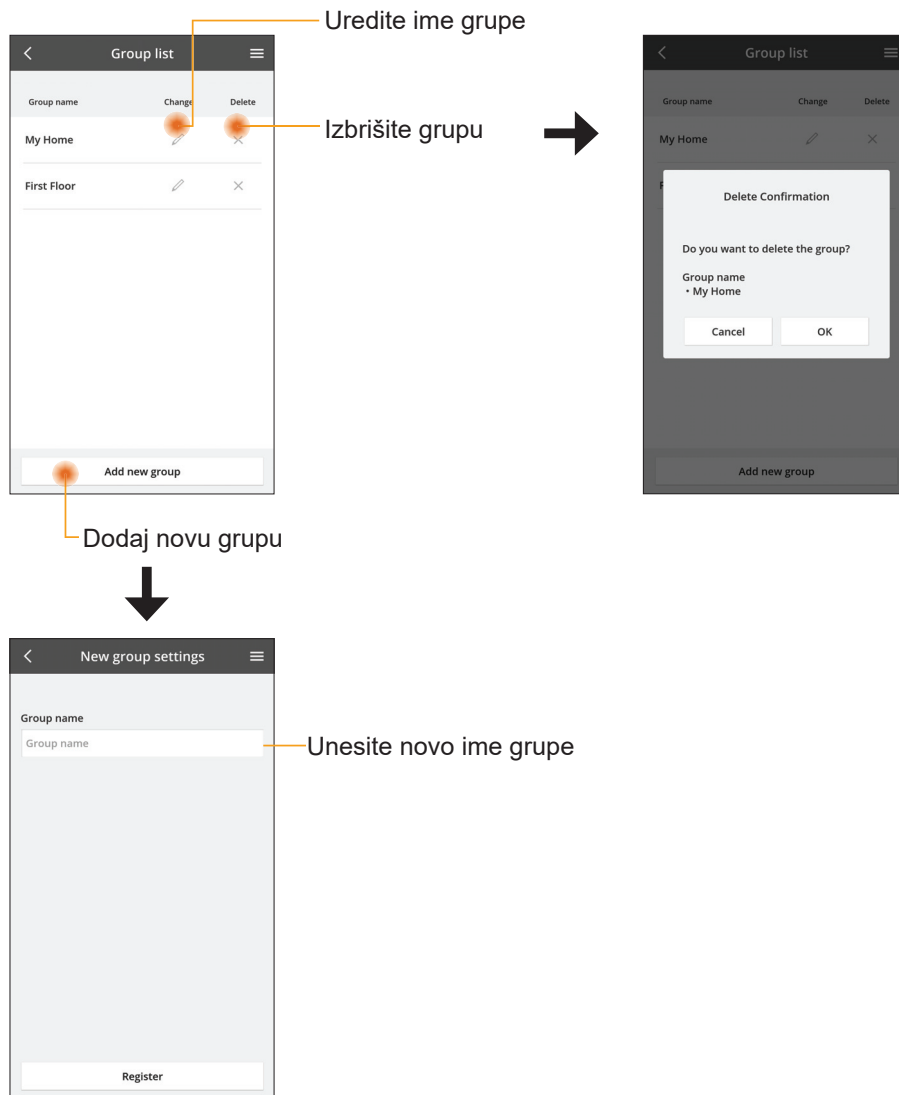 Uredite ime grupe
Group list
Group name Change Delete
My Home
First Floor
Izbrišite grupu
Add new group
Group list
Group name Change Delete
My Home
F
Delete Confirmation
Do you want to delete the group?
Group name
• My Home
Cancel OK
Add new group
Dodaj novu grupu
New group settings
Group name
Group name
Unesite novo ime grupe
Register